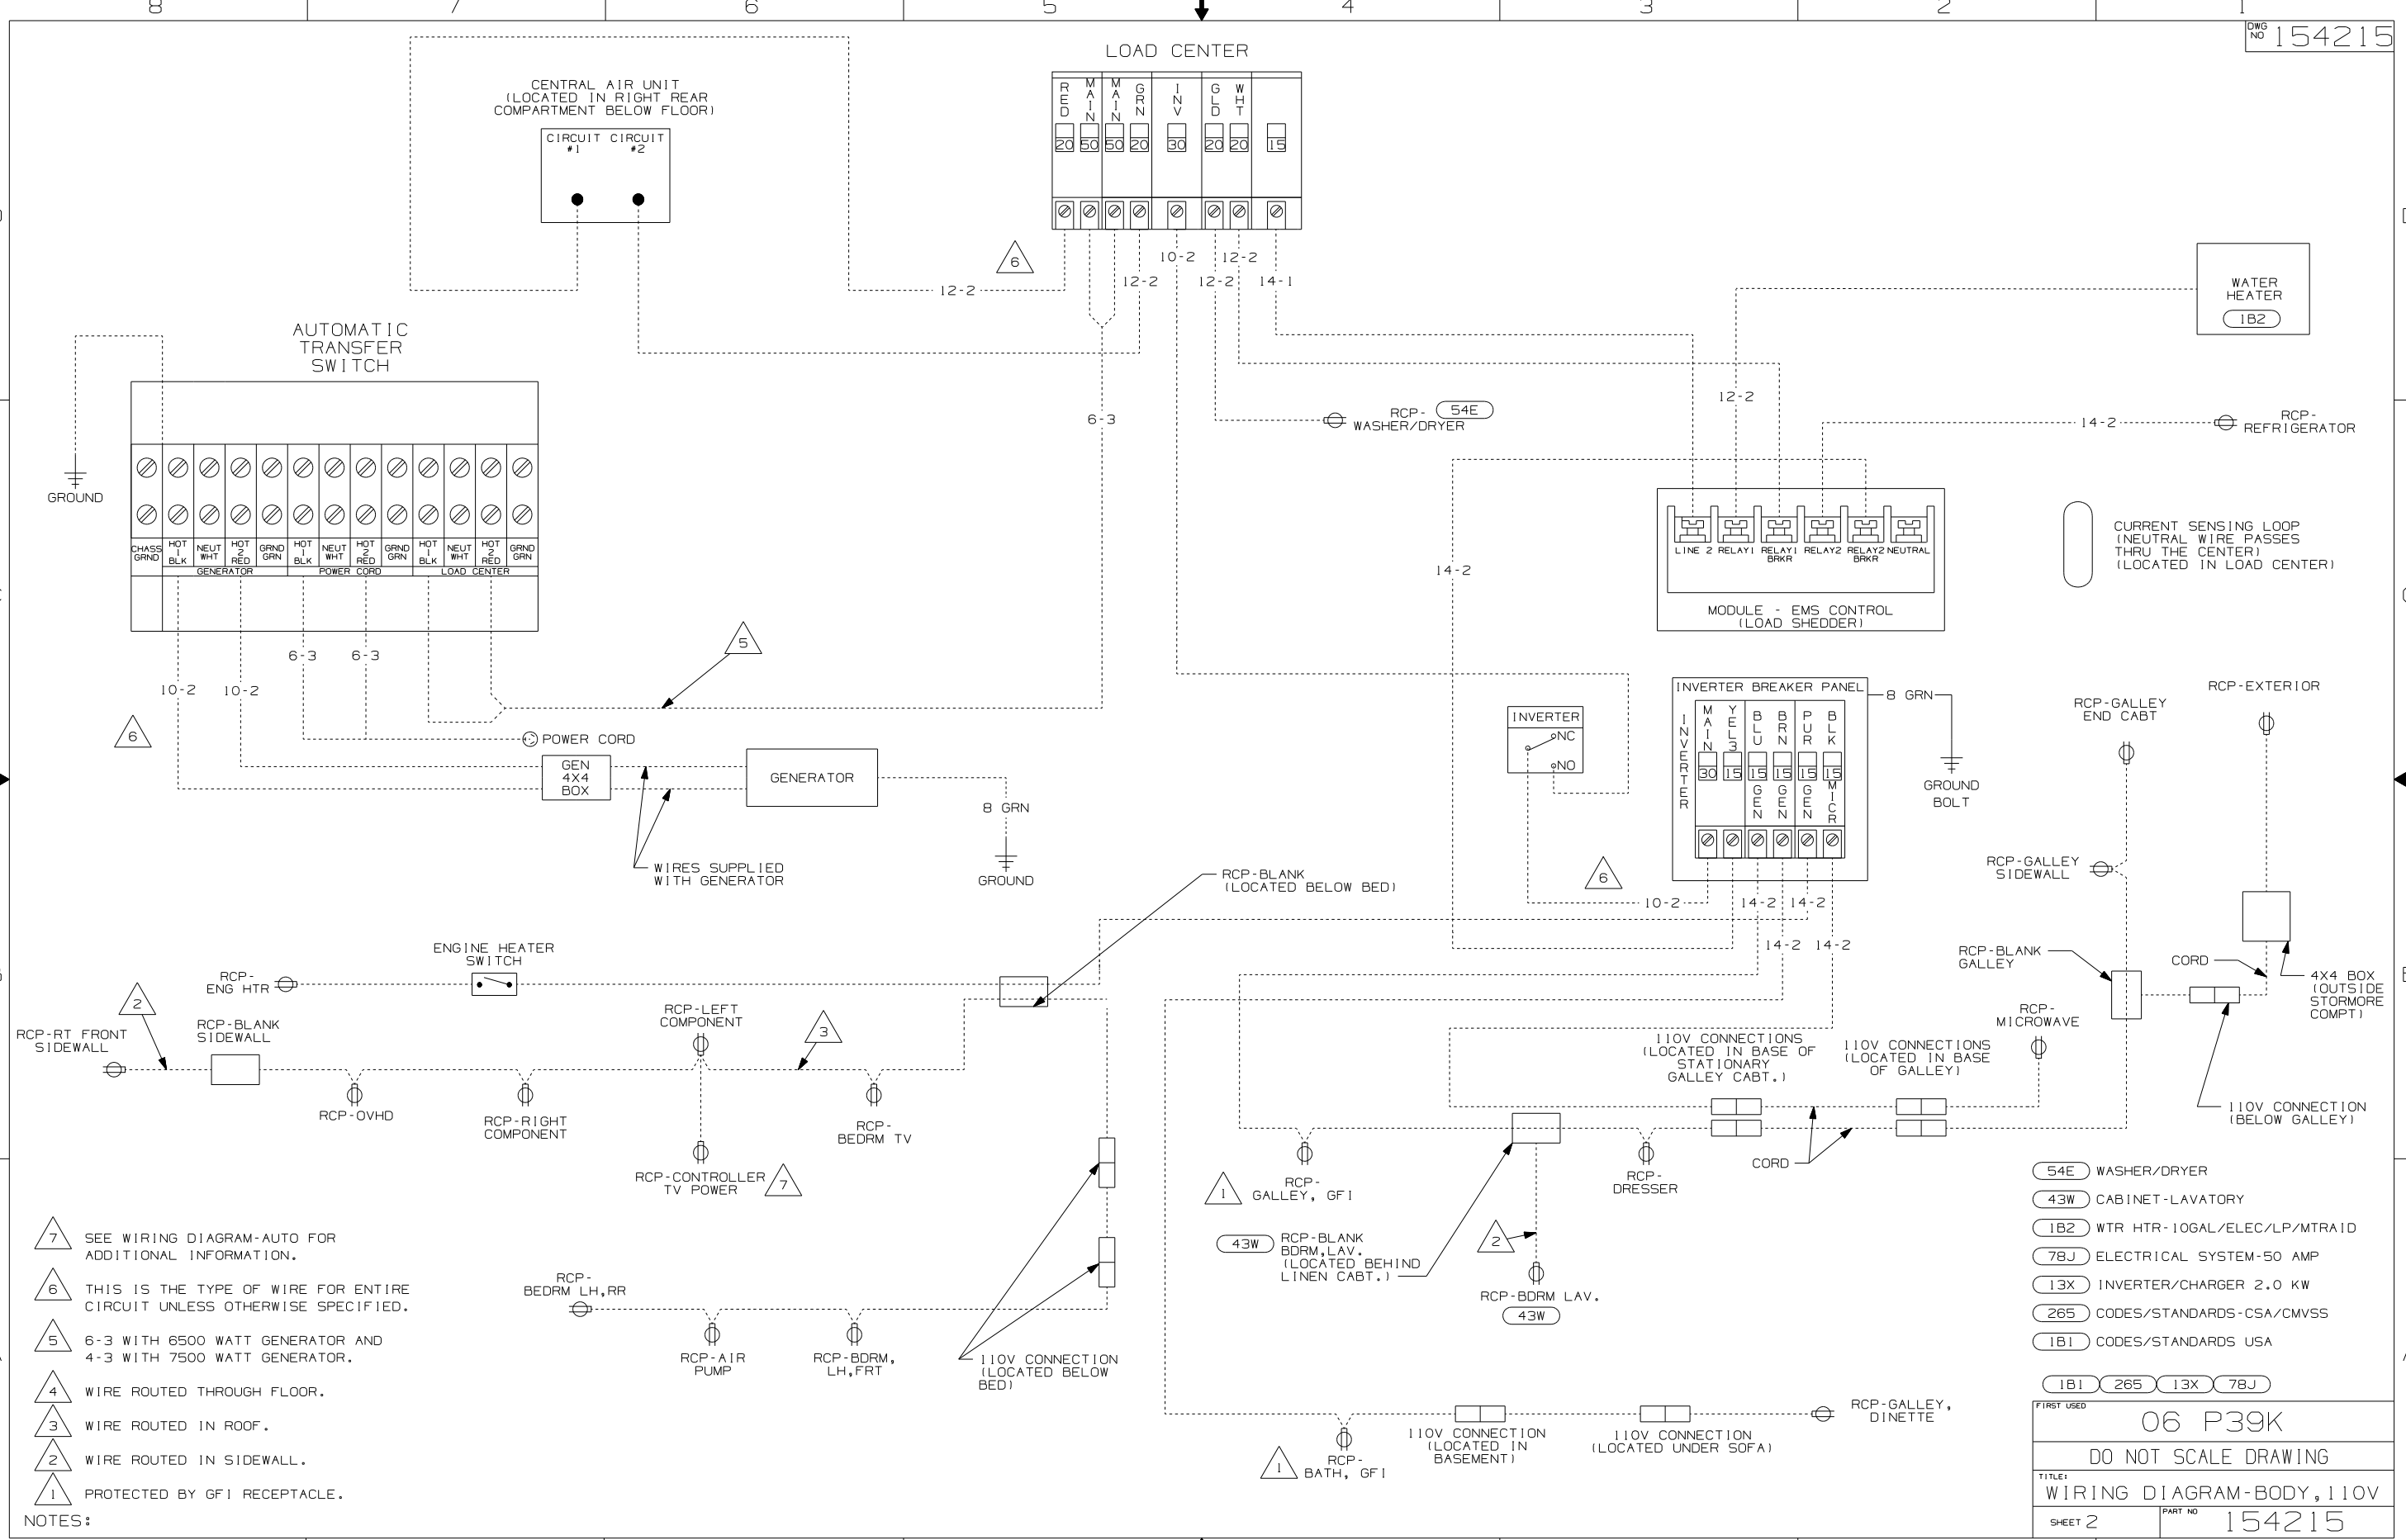 8 7 6 5 4 3 2 1
DWG NO 154215
LOAD CENTER
RED MAIN MAIN GRN INV GLD WHT
20 50 50 20 30 20 20 15
CENTRAL AIR UNIT
(LOCATED IN RIGHT REAR
COMPARTMENT BELOW FLOOR)
CIRCUIT CIRCUIT
#1 #2
6
12-2
12-2
10-2
12-2
12-2
14-1
WATER
HEATER
1B2
AUTOMATIC
TRANSFER
SWITCH
GROUND
CHASS GRND
HOT 1 BLK
NEUT WHT
HOT 2 RED
GRND GRN
HOT 1 BLK
NEUT WHT
HOT 2 RED
GRND GRN
HOT 1 BLK
NEUT WHT
HOT 2 RED
GRND GRN
GENERATOR POWER CORD LOAD CENTER
6-3
RCP-
WASHER/DRYER
54E
12-2
14-2
RCP-
REFRIGERATOR
LINE 2 RELAY1 RELAY1 BRKR RELAY2 RELAY2 BRKR NEUTRAL
MODULE - EMS CONTROL
(LOAD SHEDDER)
CURRENT SENSING LOOP
(NEUTRAL WIRE PASSES
THRU THE CENTER)
(LOCATED IN LOAD CENTER)
14-2
5
6-3 6-3
10-2 10-2
6
POWER CORD
GEN
4X4
BOX
GENERATOR
8 GRN
GROUND
WIRES SUPPLIED
WITH GENERATOR
INVERTER
NC
NO
INVERTER BREAKER PANEL
INVERTER
MAIN YEL3 BLU BRN PUR BLK
30 15 15 15 15 15
GEN GEN GEN MICR
8 GRN
GROUND
BOLT
6
10-2 14-2 14-2
14-2 14-2
RCP-GALLEY
END CABT
RCP-EXTERIOR
RCP-GALLEY
SIDEWALL
RCP-BLANK
GALLEY
CORD
4X4 BOX
(OUTSIDE
STORMORE
COMPT)
110V CONNECTION
(BELOW GALLEY)
RCP-BLANK
(LOCATED BELOW BED)
ENGINE HEATER
SWITCH
RCP-
ENG HTR
2
RCP-RT FRONT
SIDEWALL
RCP-BLANK
SIDEWALL
RCP-LEFT
COMPONENT
3
RCP-OVHD
RCP-RIGHT
COMPONENT
RCP-
BEDRM TV
RCP-CONTROLLER
TV POWER
7
RCP-
MICROWAVE
110V CONNECTIONS
(LOCATED IN BASE OF
STATIONARY
GALLEY CABT.)
110V CONNECTIONS
(LOCATED IN BASE
OF GALLEY)
CORD
1
RCP-
GALLEY, GFI
RCP-
DRESSER
43W
RCP-BLANK
BDRM,LAV.
(LOCATED BEHIND
LINEN CABT.)
2
RCP-BDRM LAV.
43W
RCP-
BEDRM LH,RR
RCP-AIR
PUMP
RCP-BDRM,
LH,FRT
110V CONNECTION
(LOCATED BELOW
BED)
1
RCP-
BATH, GFI
110V CONNECTION
(LOCATED IN
BASEMENT)
110V CONNECTION
(LOCATED UNDER SOFA)
RCP-GALLEY,
DINETTE
7 SEE WIRING DIAGRAM-AUTO FOR
ADDITIONAL INFORMATION.
6 THIS IS THE TYPE OF WIRE FOR ENTIRE
CIRCUIT UNLESS OTHERWISE SPECIFIED.
5 6-3 WITH 6500 WATT GENERATOR AND
4-3 WITH 7500 WATT GENERATOR.
4 WIRE ROUTED THROUGH FLOOR.
3 WIRE ROUTED IN ROOF.
2 WIRE ROUTED IN SIDEWALL.
1 PROTECTED BY GFI RECEPTACLE.
NOTES:
54E WASHER/DRYER
43W CABINET-LAVATORY
1B2 WTR HTR-10GAL/ELEC/LP/MTRAID
78J ELECTRICAL SYSTEM-50 AMP
13X INVERTER/CHARGER 2.0 KW
265 CODES/STANDARDS-CSA/CMVSS
1B1 CODES/STANDARDS USA
1B1 265 13X 78J
FIRST USED
06 P39K
DO NOT SCALE DRAWING
TITLE:
WIRING DIAGRAM-BODY,110V
SHEET 2
PART NO 154215